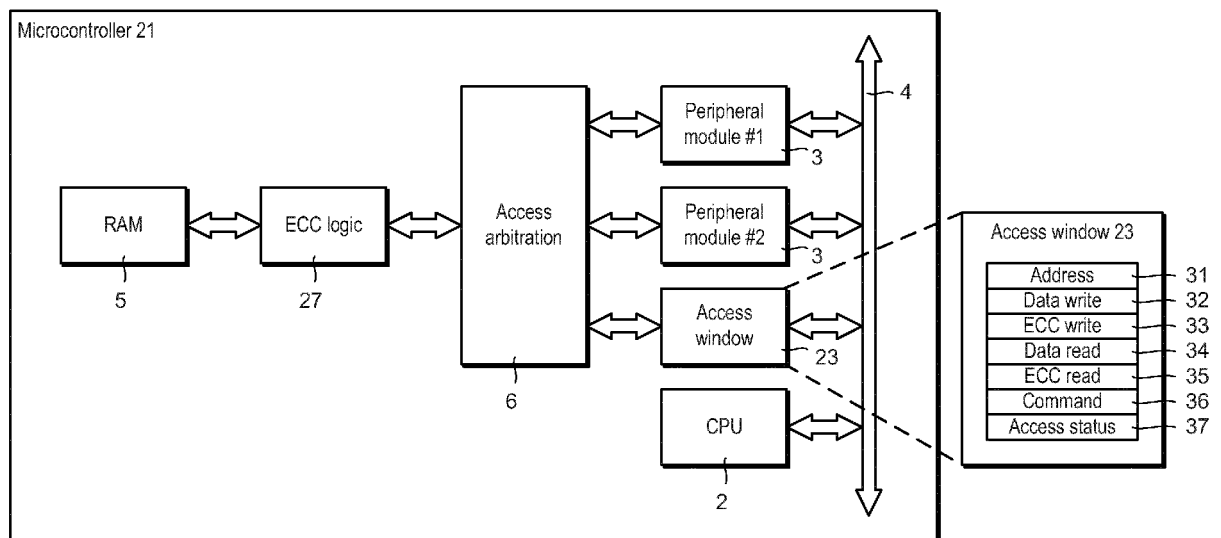 Microcontroller 21
Peripheral
module #1
3
4
RAM
5
ECC logic
27
Access
arbitration
6
Peripheral
module #2
3
Access
window
23
CPU
2
Access window 23
Address
31
Data write
32
ECC write
33
Data read
34
ECC read
35
Command
36
Access status
37